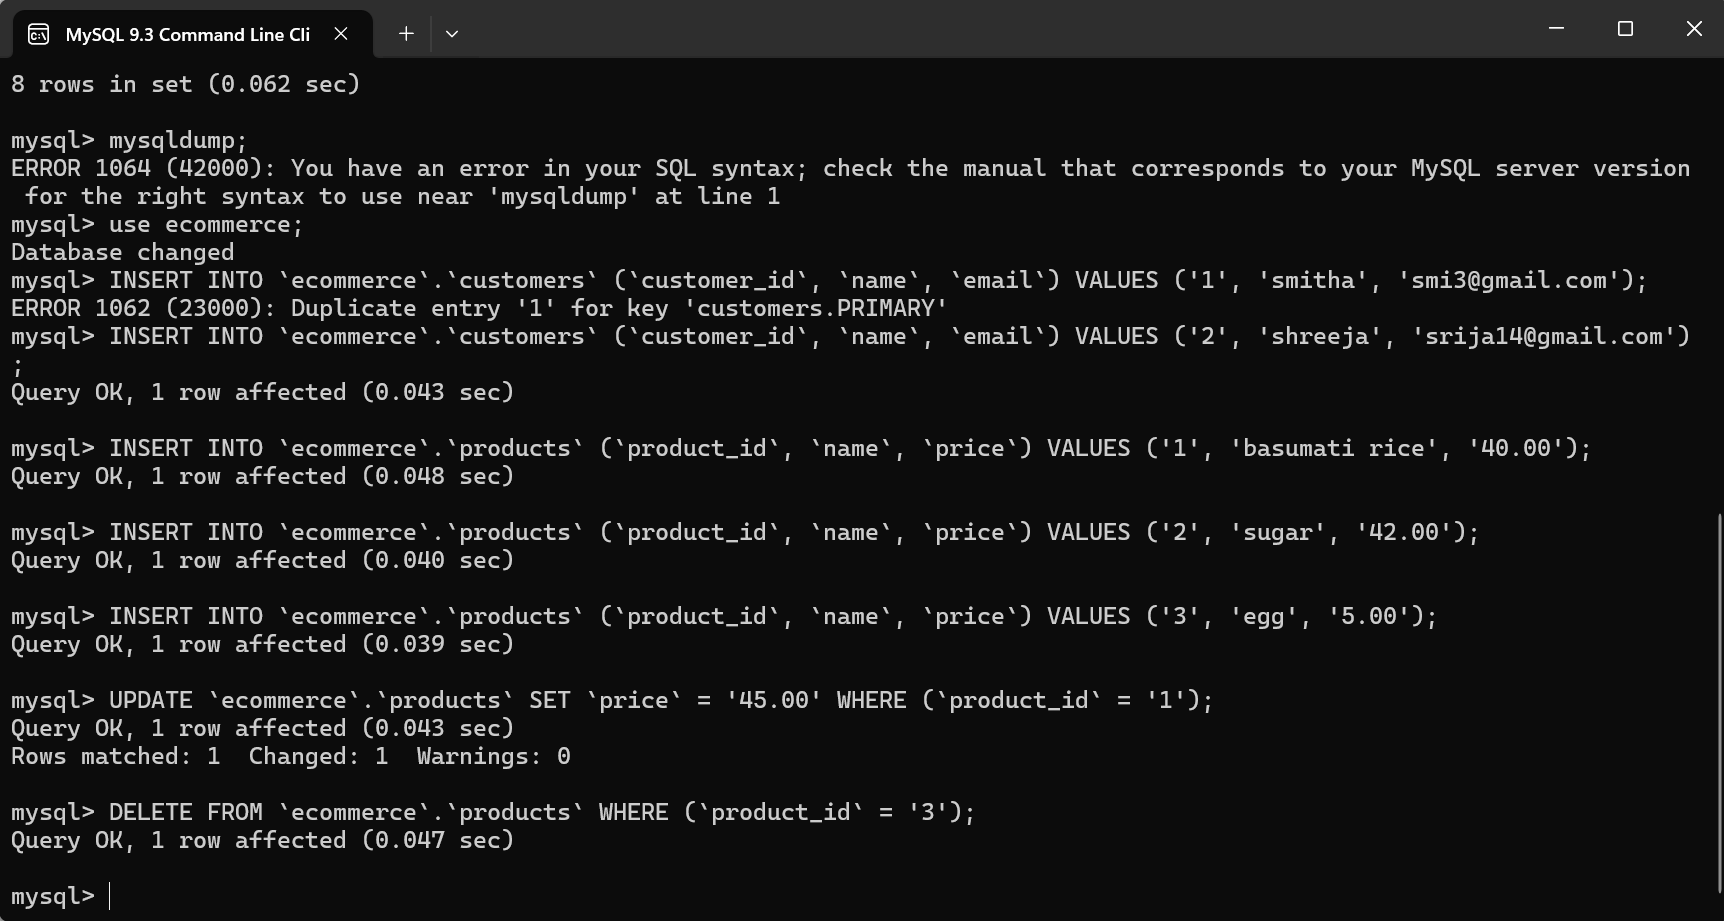 MySQL 9.3 Command Line Cli
8 rows in set (0.062 sec)
mysql> mysqldump;
ERROR 1064 (42000): You have an error in your SQL syntax; check the manual that corresponds to your MySQL server version
 for the right syntax to use near 'mysqldump' at line 1
mysql> use ecommerce;
Database changed
mysql> INSERT INTO `ecommerce`.`customers` (`customer_id`, `name`, `email`) VALUES ('1', 'smitha', 'smi3@gmail.com');
ERROR 1062 (23000): Duplicate entry '1' for key 'customers.PRIMARY'
mysql> INSERT INTO `ecommerce`.`customers` (`customer_id`, `name`, `email`) VALUES ('2', 'shreeja', 'srija14@gmail.com')
;
Query OK, 1 row affected (0.043 sec)
mysql> INSERT INTO `ecommerce`.`products` (`product_id`, `name`, `price`) VALUES ('1', 'basumati rice', '40.00');
Query OK, 1 row affected (0.048 sec)
mysql> INSERT INTO `ecommerce`.`products` (`product_id`, `name`, `price`) VALUES ('2', 'sugar', '42.00');
Query OK, 1 row affected (0.040 sec)
mysql> INSERT INTO `ecommerce`.`products` (`product_id`, `name`, `price`) VALUES ('3', 'egg', '5.00');
Query OK, 1 row affected (0.039 sec)
mysql> UPDATE `ecommerce`.`products` SET `price` = '45.00' WHERE (`product_id` = '1');
Query OK, 1 row affected (0.043 sec)
Rows matched: 1  Changed: 1  Warnings: 0
mysql> DELETE FROM `ecommerce`.`products` WHERE (`product_id` = '3');
Query OK, 1 row affected (0.047 sec)
mysql>